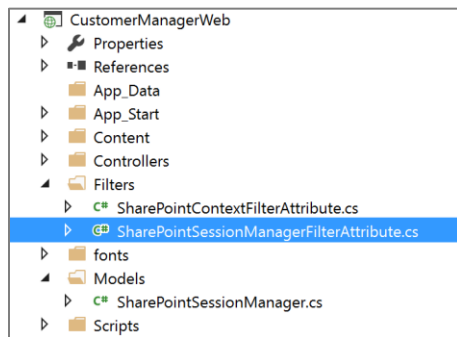 CustomerManagerWeb
Properties
References
App_Data
App_Start
Content
Controllers
Filters
C# SharePointContextFilterAttribute.cs
C# SharePointSessionManagerFilterAttribute.cs
fonts
Models
C# SharePointSessionManager.cs
Scripts